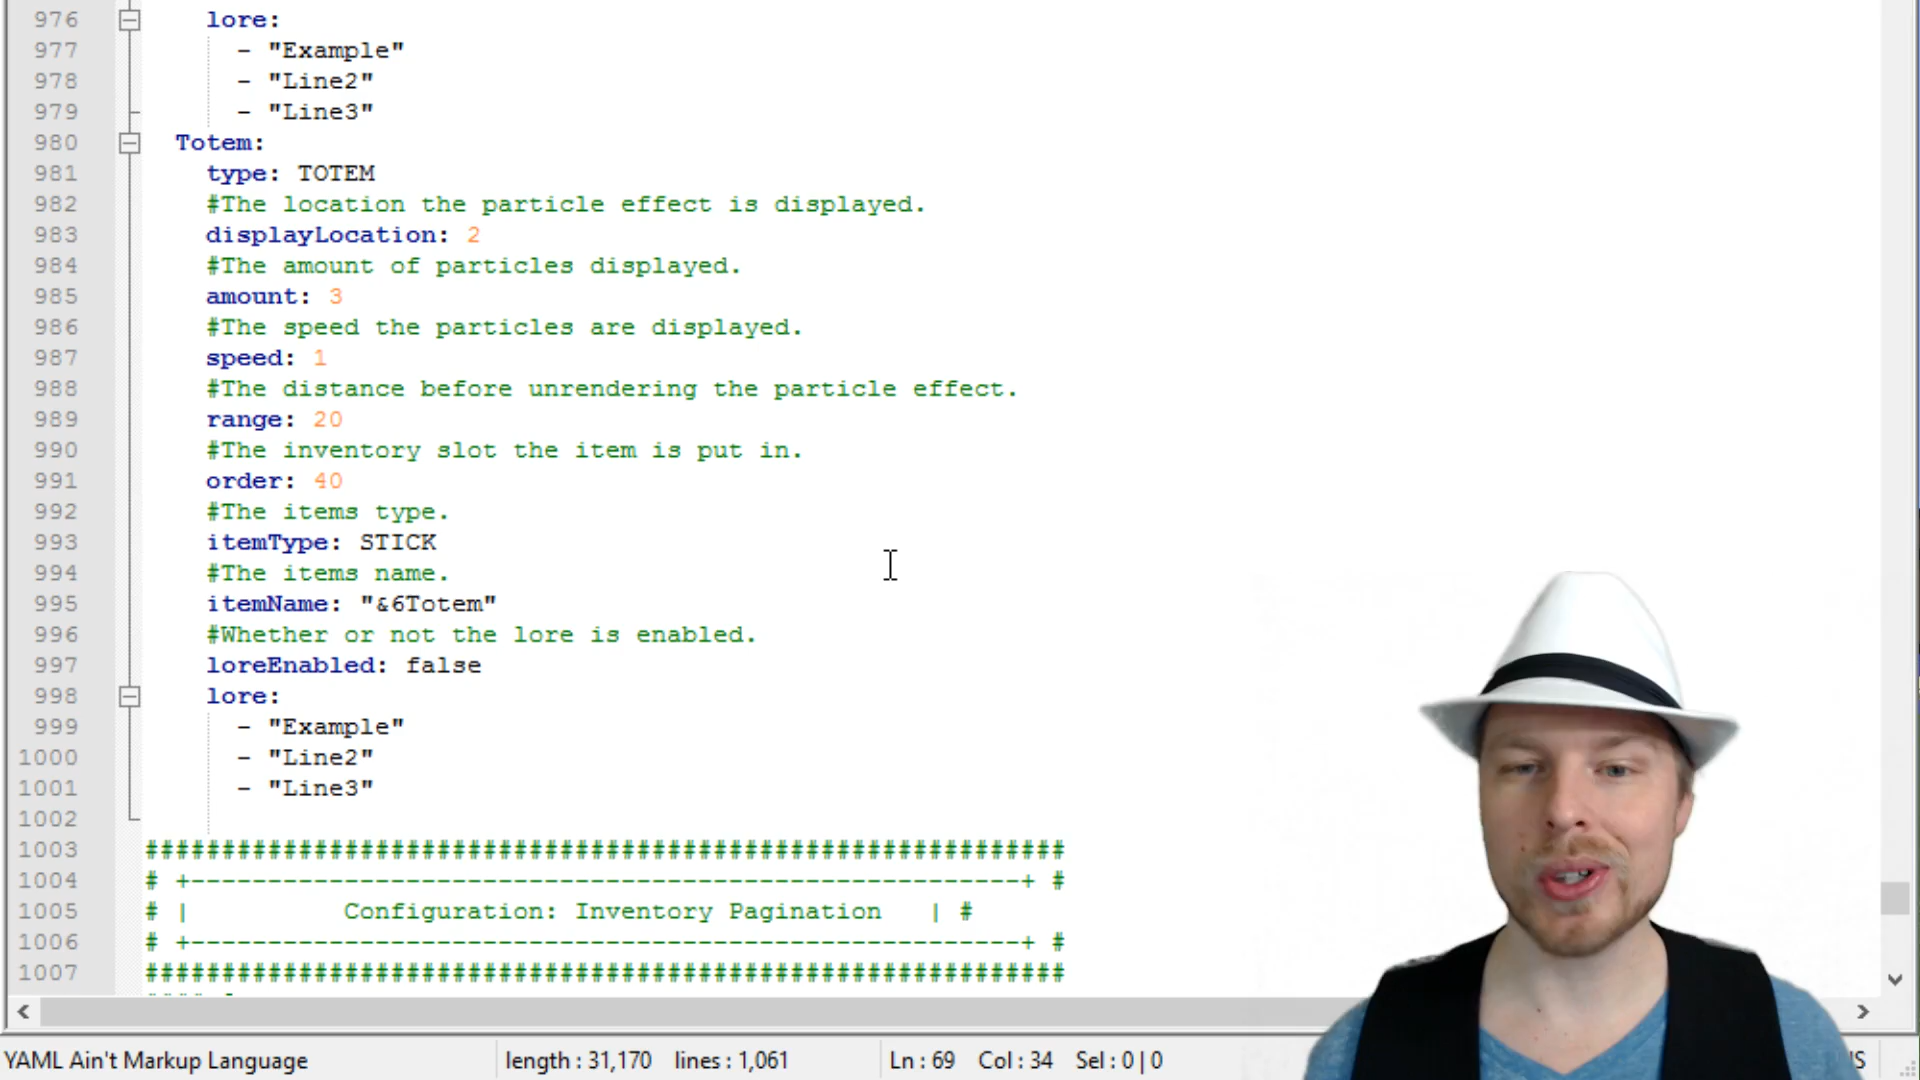 976 lore:
977 - "Example"
978 - "Line2"
979 - "Line3"
980 Totem:
981 type: TOTEM
982 #The location the particle effect is displayed.
983 displayLocation: 2
984 #The amount of particles displayed.
985 amount: 3
986 #The speed the particles are displayed.
987 speed: 1
988 #The distance before unrendering the particle effect.
989 range: 20
990 #The inventory slot the item is put in.
991 order: 40
992 #The items type.
993 itemType: STICK
994 #The items name.
995 itemName: "&6Totem"
996 #Whether or not the lore is enabled.
997 loreEnabled: false
998 lore:
999 - "Example"
1000 - "Line2"
1001 - "Line3"
1002
1003 ############################################################
1004 # +------------------------------------------------------+ #
1005 # | Configuration: Inventory Pagination | #
1006 # +------------------------------------------------------+ #
1007 ############################################################
YAML Ain't Markup Language length : 31,170 lines : 1,061 Ln : 69 Col : 34 Sel : 0 | 0